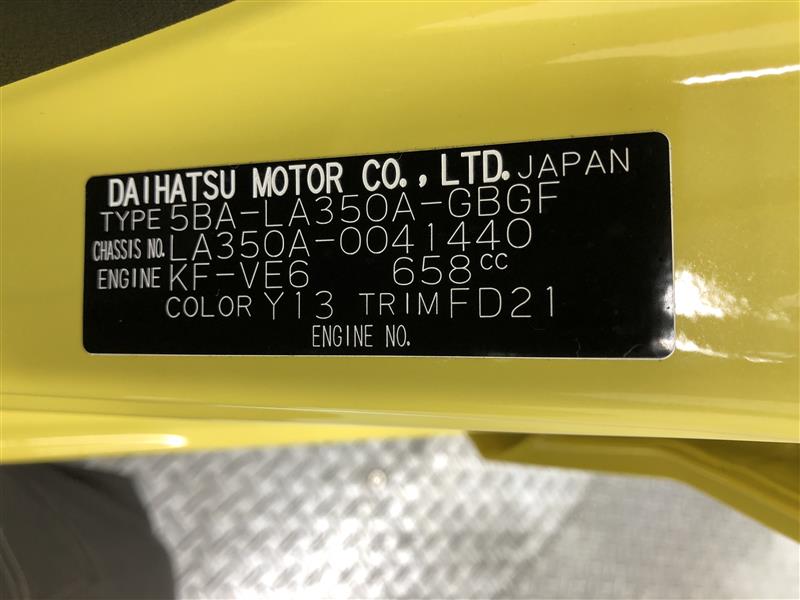 DAIHATSU MOTOR CO., LTD. JAPAN
TYPE 5BA-LA350A-GBGF
CHASSIS NO. LA350A-0041440
ENGINE KF-VE6 658cc
COLOR Y13 TRIM FD21
ENGINE NO.